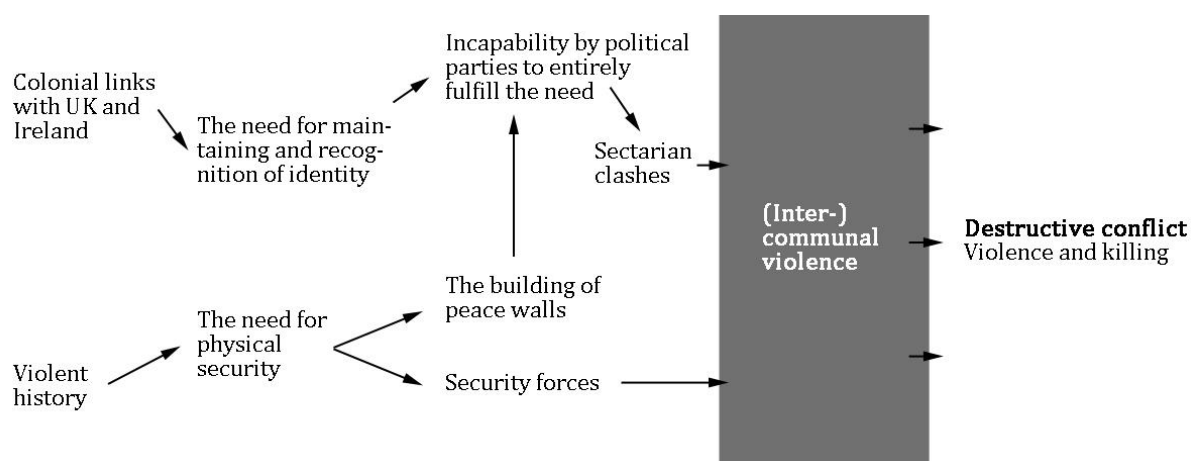 Colonial links
with UK and
Ireland
The need for main-
taining and recog-
nition of identity
Incapability by political
parties to entirely
fulfill the need
Sectarian
clashes
Violent
history
The need for
physical
security
The building of
peace walls
Security forces
(Inter-)
communal
violence
Destructive conflict
Violence and killing